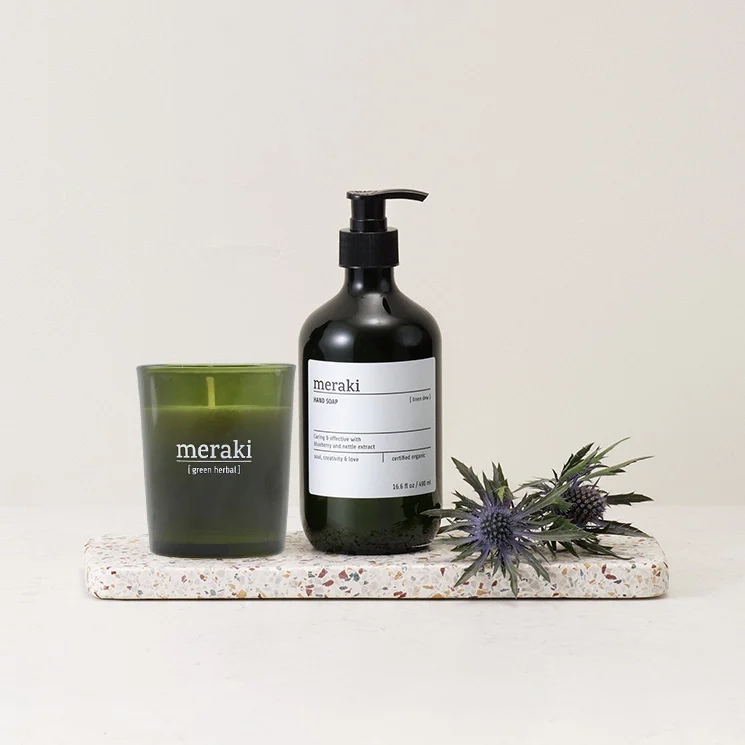 meraki
[green herbal]
meraki
HAND SOAP
[linen dew]
Caring & effective with
blueberry and nettle extract
soul, creativity & love
certified organic
16.6 fl oz / 490 ml